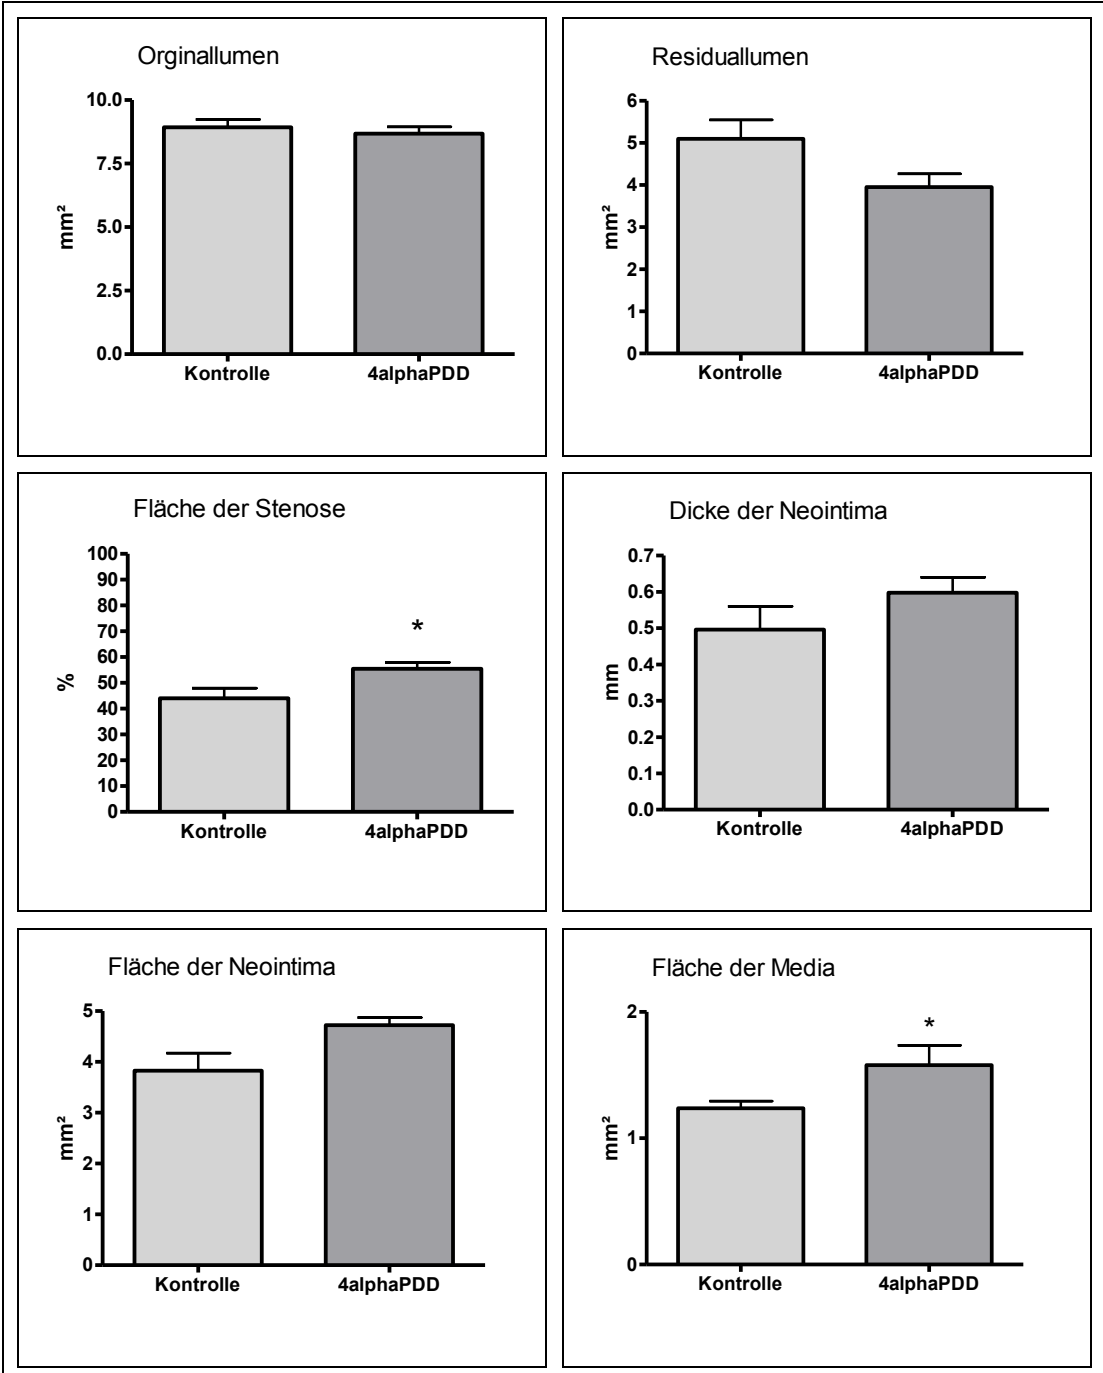 Orginallumen
10.0
7.5
5.0
2.5
0.0
mm²
Kontrolle 4alphaPDD
Residuallumen
6
5
4
3
2
1
0
mm²
Kontrolle 4alphaPDD
Fläche der Stenose
100
90
80
70
60
50
40
30
20
10
0
%
*
Kontrolle 4alphaPDD
Dicke der Neointima
0.7
0.6
0.5
0.4
0.3
0.2
0.1
0.0
mm
Kontrolle 4alphaPDD
Fläche der Neointima
5
4
3
2
1
0
mm²
Kontrolle 4alphaPDD
Fläche der Media
2
1
0
mm²
*
Kontrolle 4alphaPDD